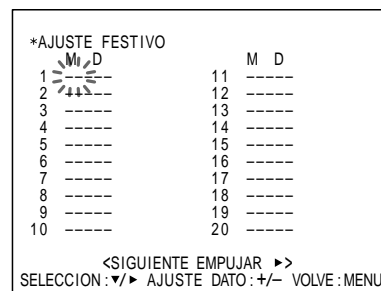 *AJUSTE FESTIVO
M D M D
1 ----- 11 -----
2 ----- 12 -----
3 ----- 13 -----
4 ----- 14 -----
5 ----- 15 -----
6 ----- 16 -----
7 ----- 17 -----
8 ----- 18 -----
9 ----- 19 -----
10 ----- 20 -----
<SIGUIENTE EMPUJAR ►>
SELECCION:▼/► AJUSTE DATO:+/– VOLVE:MENU